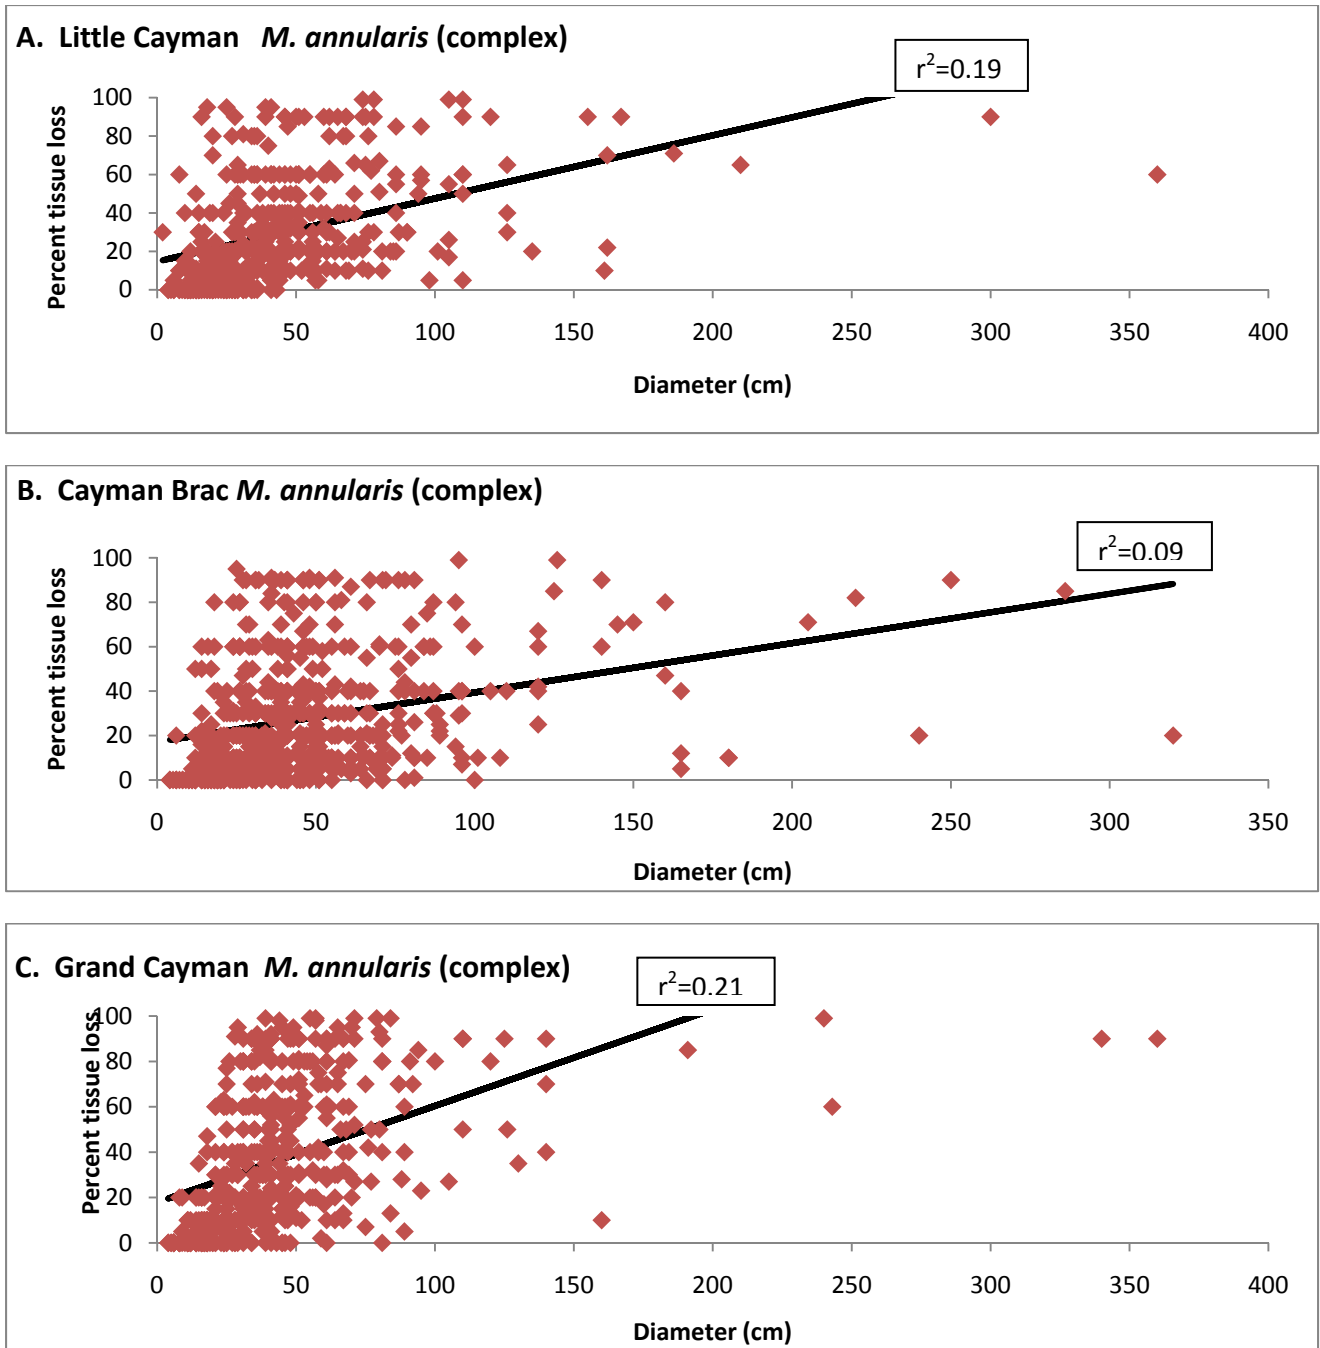 A. Little Cayman M. annularis (complex)
r²=0.19
Percent tissue loss
100
80
60
40
20
0
0 50 100 150 200 250 300 350 400
Diameter (cm)
B. Cayman Brac M. annularis (complex)
r²=0.09
Percent tissue loss
100
80
60
40
20
0
0 50 100 150 200 250 300 350
Diameter (cm)
C. Grand Cayman M. annularis (complex)
r²=0.21
Percent tissue loss
100
80
60
40
20
0
0 50 100 150 200 250 300 350 400
Diameter (cm)